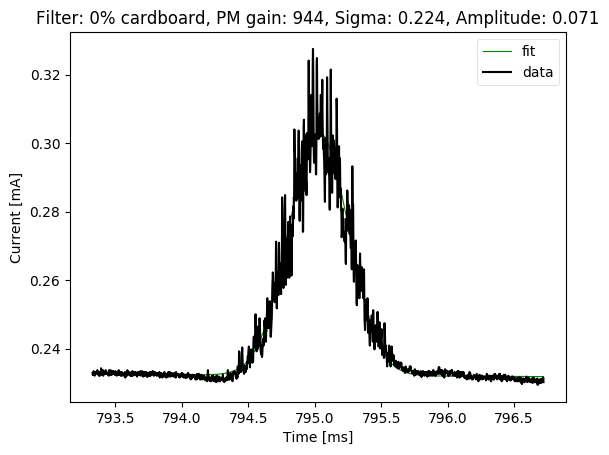 Filter: 0% cardboard, PM gain: 944, Sigma: 0.224, Amplitude: 0.071
fit
data
0.32
0.30
0.28
0.26
0.24
Current [mA]
793.5 794.0 794.5 795.0 795.5 796.0 796.5
Time [ms]